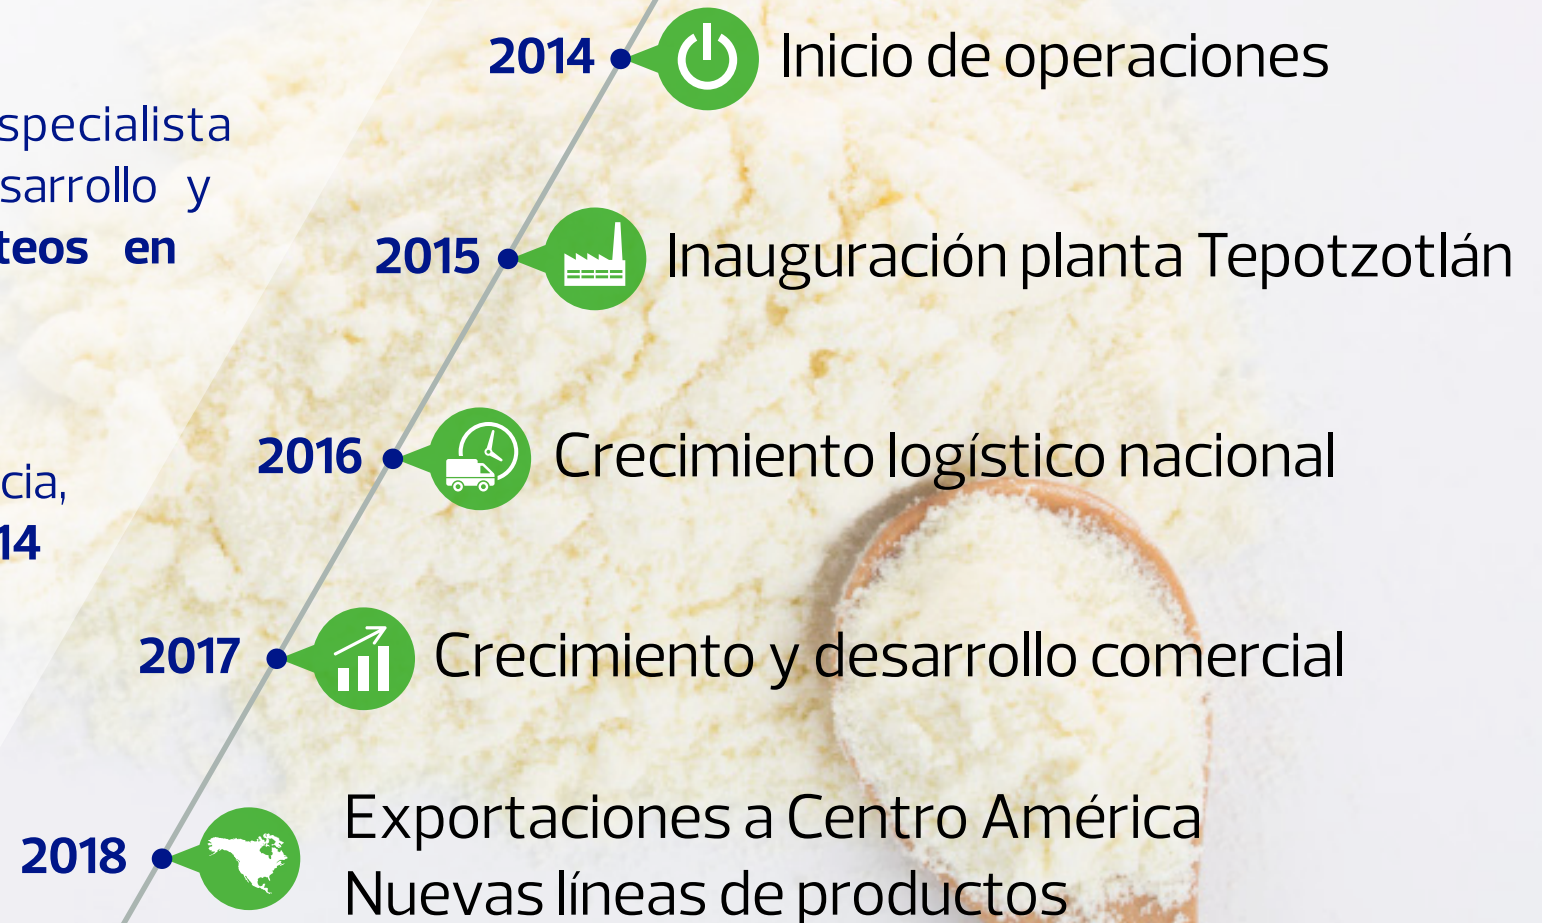 2014 Inicio de operaciones
specialista
sarrollo y
teos en
2015 Inauguración planta Tepotzotlán
2016 Crecimiento logístico nacional
cia,
14
2017 Crecimiento y desarrollo comercial
2018 Exportaciones a Centro América
Nuevas líneas de productos